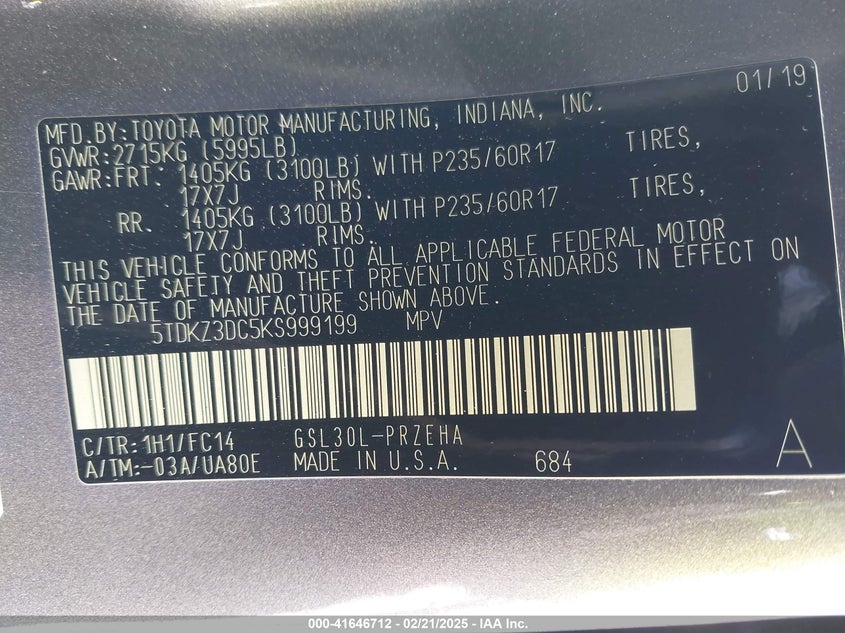 01/19
MFD.BY:TOYOTA MOTOR MANUFACTURING, INDIANA, INC.
GVWR:2715KG (5995LB)
GAWR:FRT. 1405KG (3100LB) WITH P235/60R17 TIRES,
17X7J RIMS.
RR. 1405KG (3100LB) WITH P235/60R17 TIRES,
17X7J RIMS.
THIS VEHICLE CONFORMS TO ALL APPLICABLE FEDERAL MOTOR
VEHICLE SAFETY AND THEFT PREVENTION STANDARDS IN EFFECT ON
THE DATE OF MANUFACTURE SHOWN ABOVE.
5TDKZ3DC5KS999199 MPV
C/TR:1H1/FC14 GSL30L-PRZEHA
A/TM:-03A/UA80E MADE IN U.S.A. 684 A
000-41646712 - 02/21/2025 - IAA Inc.